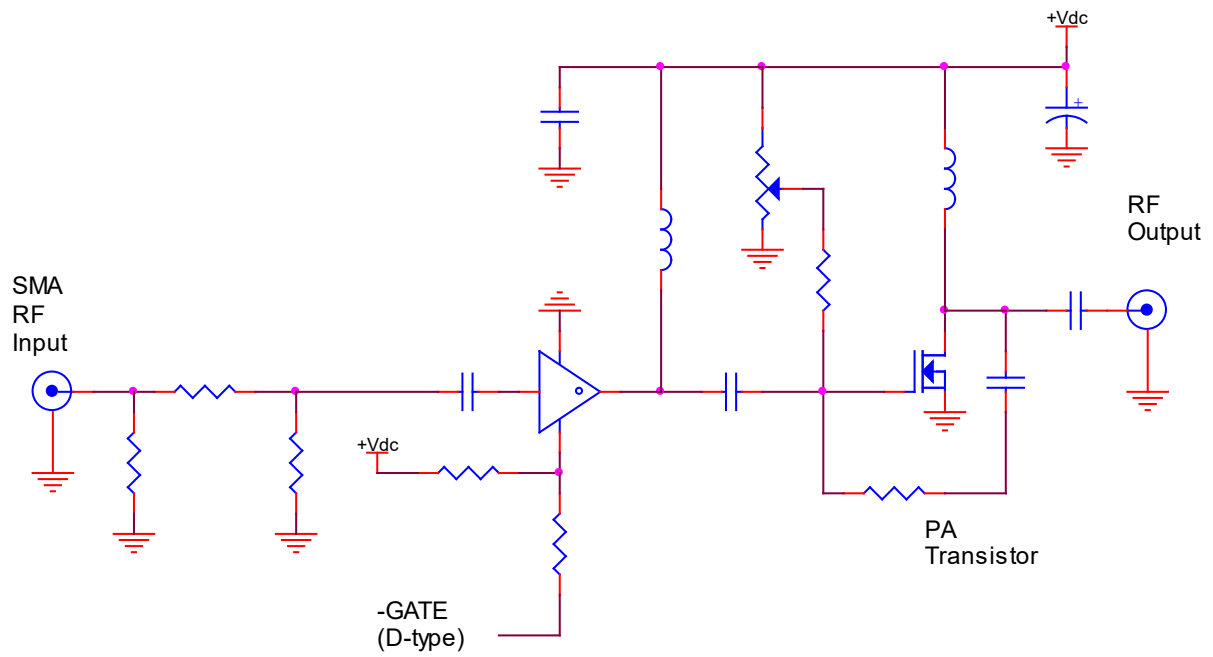 +Vdc
RF
Output
SMA
RF
Input
+
+Vdc
PA
Transistor
-GATE
(D-type)